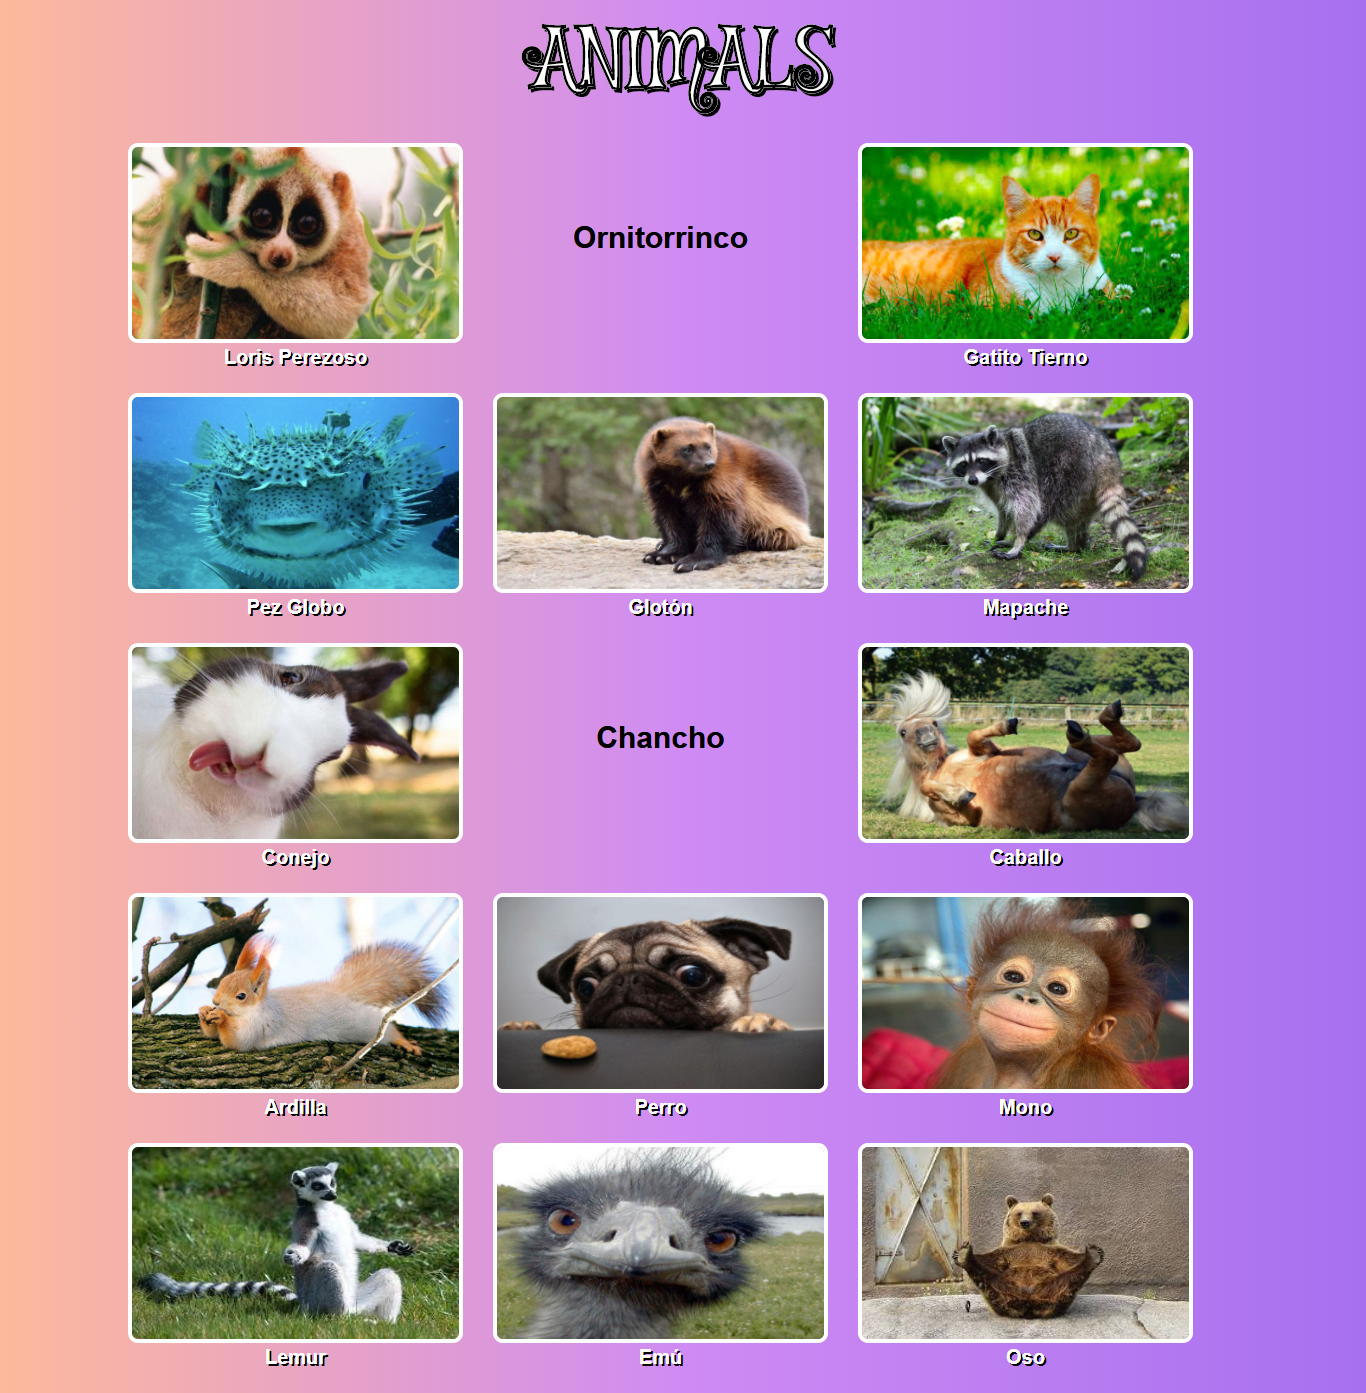 ANIMALS
Ornitorrinco
Loris Perezoso
Gatito Tierno
Pez Globo
Glotón
Mapache
Chancho
Conejo
Caballo
Ardilla
Perro
Mono
Lemur
Emú
Oso